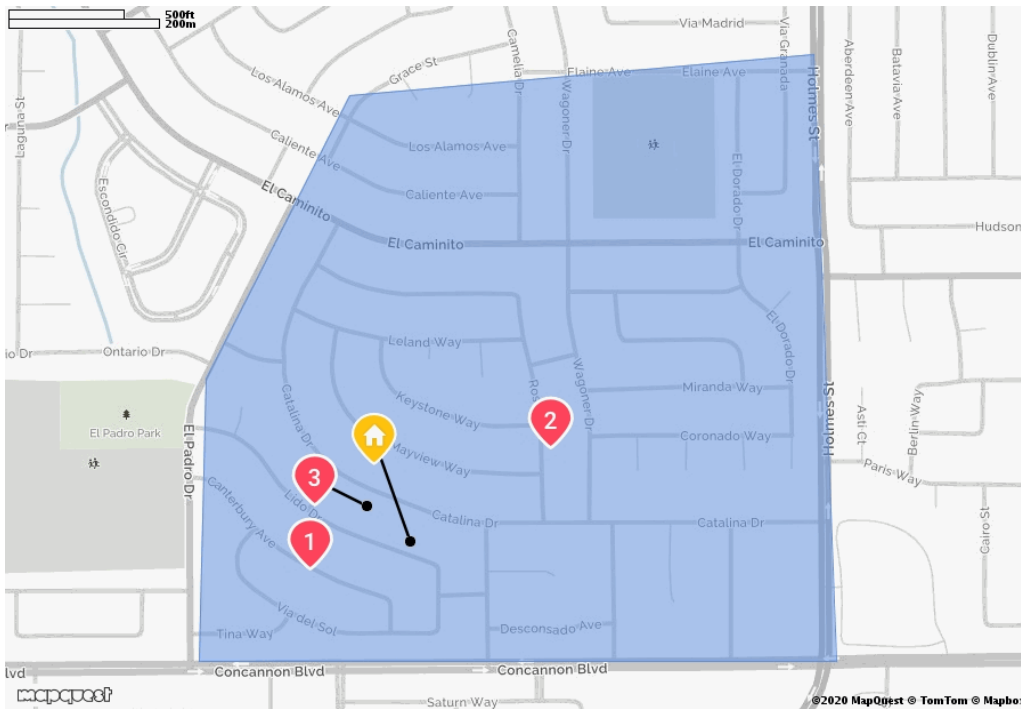 500ft
200m
Via Madrid
Via Granada
Camelia Dr
Grace St
Los Alamos Ave
Elaine Ave
Elaine Ave
Holmes St
Aberdeen Ave
Batavia Ave
Dublin Ave
Laguna St
Wagoner Dr
Caliente Ave
Los Alamos Ave
El Dorado Dr
Escondido Cir
El Caminito
Caliente Ave
El Caminito
El Caminito
Hudson
El Dorado Dr
io Dr
Ontario Dr
Leland Way
Catalina Dr
Keystone Way
Ros
Wagoner Dr
Miranda Way
Holmes St
Asti Ct
Berlin Way
El Padro Park
El Padro Dr
2
Coronado Way
Mayview Way
Paris Way
3
Canterbury Ave
Lido Dr
Catalina Dr
Catalina Dr
Cairo St
1
Via del Sol
Tina Way
Desconsado Ave
lvd
Concannon Blvd
Concannon Blvd
mapquest
Saturn Way
©2020 MapQuest © TomTom © Mapbo